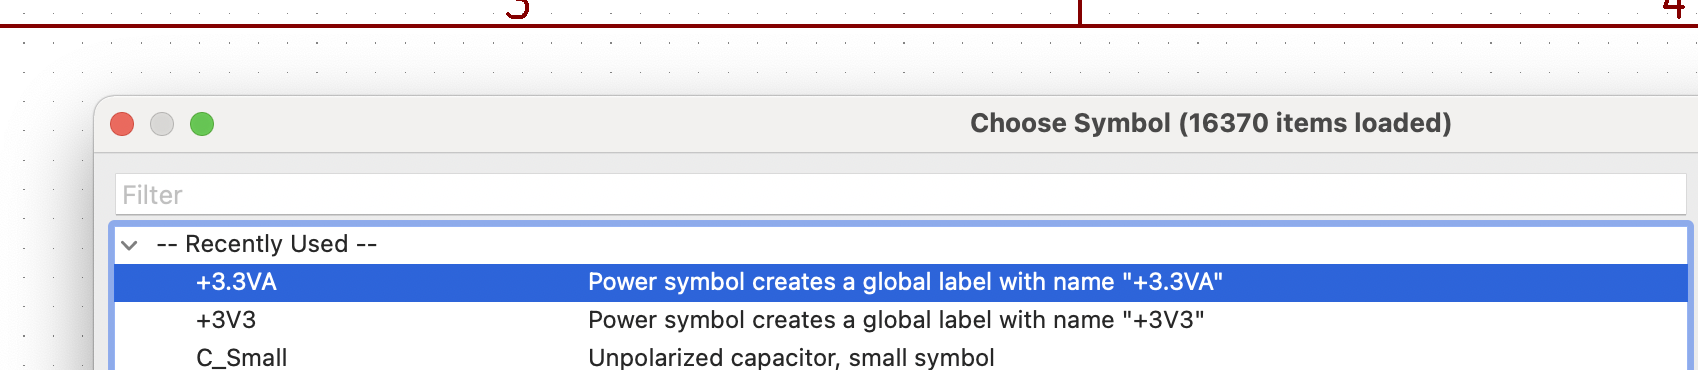 3 4
Choose Symbol (16370 items loaded)
Filter
-- Recently Used --
+3.3VA Power symbol creates a global label with name "+3.3VA"
+3V3 Power symbol creates a global label with name "+3V3"
C_Small Unpolarized capacitor, small symbol